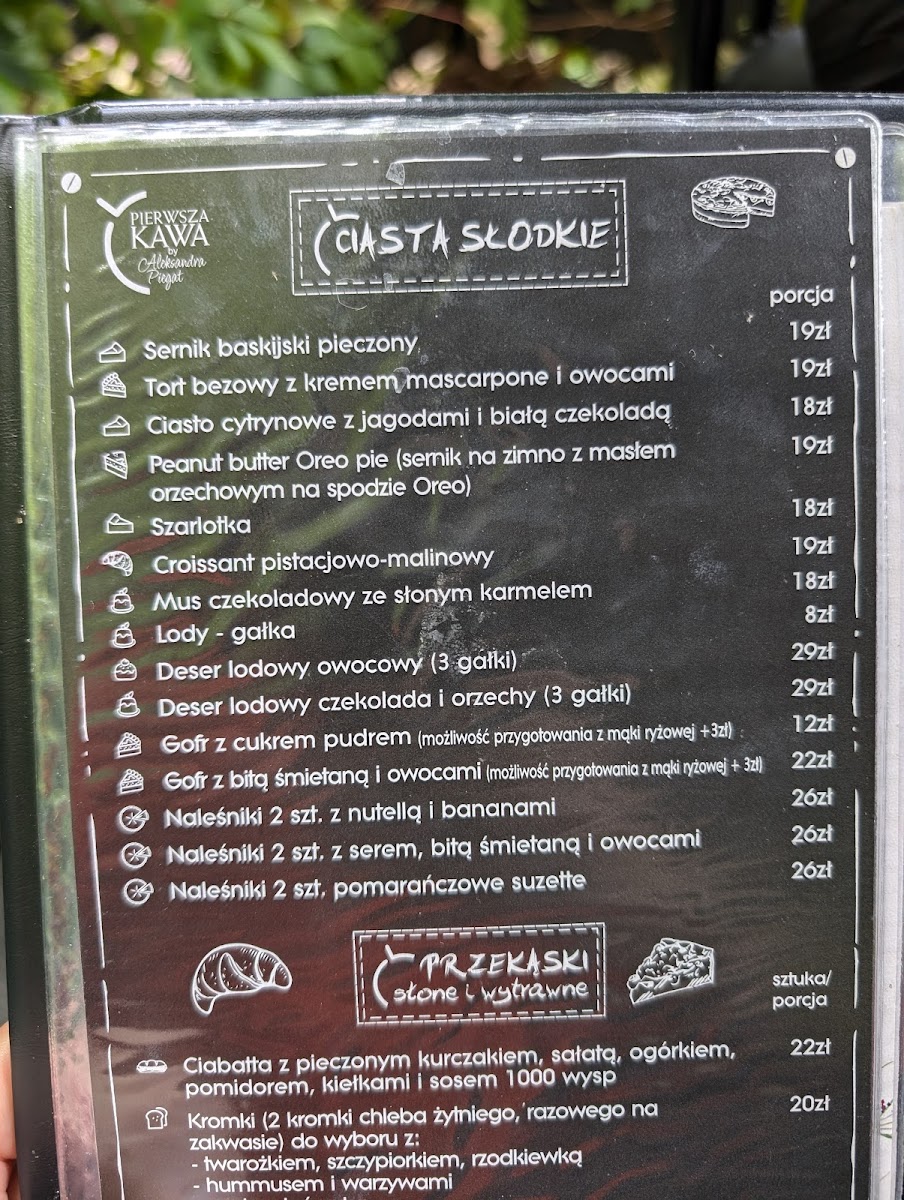 PIERWSZA
KAWA
by
Aleksandra
Piegat
CIASTA SŁODKIE
porcja
Sernik baskijski pieczony 19zł
Tort bezowy z kremem mascarpone i owocami 19zł
Ciasto cytrynowe z jagodami i białą czekoladą 18zł
Peanut butter Oreo pie (sernik na zimno z masłem 19zł
orzechowym na spodzie Oreo)
Szarlotka 18zł
Croissant pistacjowo-malinowy 19zł
Mus czekoladowy ze słonym karmelem 18zł
Lody - gałka 8zł
Deser lodowy owocowy (3 gałki) 29zł
Deser lodowy czekolada i orzechy (3 gałki) 29zł
Gofr z cukrem pudrem (możliwość przygotowania z mąki ryżowej +3zł) 12zł
Gofr z bitą śmietaną i owocami (możliwość przygotowania z mąki ryżowej + 3zł) 22zł
Naleśniki 2 szt. z nutellą i bananami 26zł
Naleśniki 2 szt. z serem, bitą śmietaną i owocami 26zł
Naleśniki 2 szt. pomarańczowe suzette 26zł
PRZEKĄSKI
słone i wytrawne
sztuka/
porcja
Ciabatta z pieczonym kurczakiem, sałatą, ogórkiem, 22zł
pomidorem, kiełkami i sosem 1000 wysp
Kromki (2 kromki chleba żytniego, razowego na 20zł
zakwasie) do wyboru z:
- twarożkiem, szczypiorkiem, rzodkiewką
- hummusem i warzywami